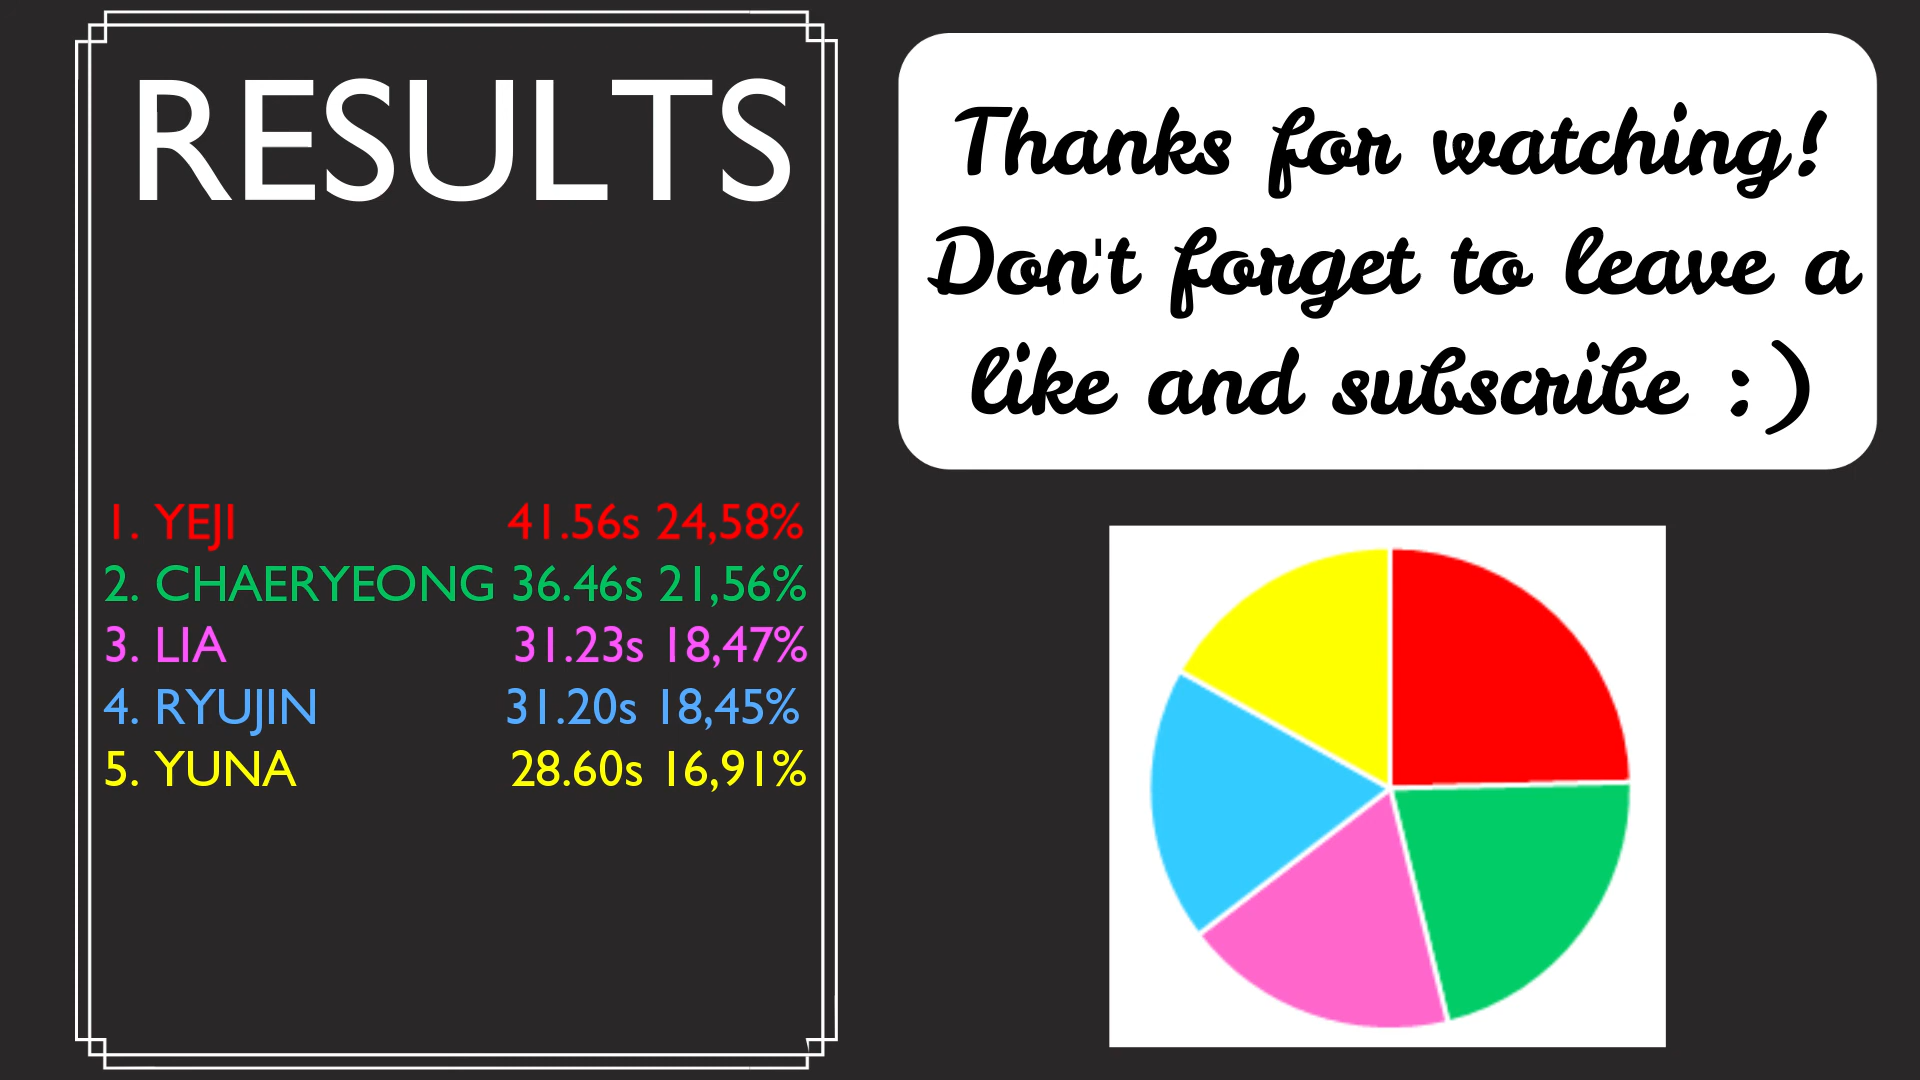 RESULTS
1. YEJI 41.56s 24,58%
2. CHAERYEONG 36.46s 21,56%
3. LIA 31.23s 18,47%
4. RYUJIN 31.20s 18,45%
5. YUNA 28.60s 16,91%
Thanks for watching!
Don't forget to leave a
like and subscribe :)